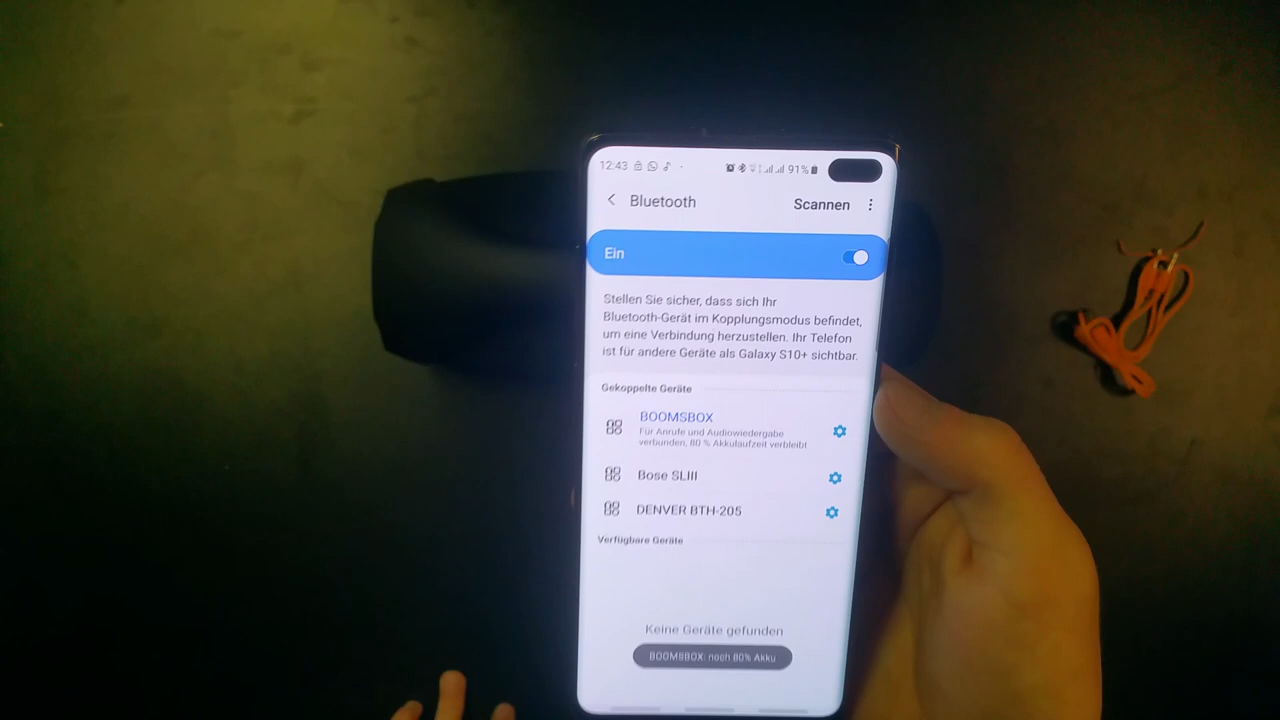 12:43
91%
Bluetooth
Scannen
Ein
Stellen Sie sicher, dass sich Ihr
Bluetooth-Gerät im Kopplungsmodus befindet,
um eine Verbindung herzustellen. Ihr Telefon
ist für andere Geräte als Galaxy S10+ sichtbar.
Gekoppelte Geräte
BOOMSBOX
Für Anrufe und Audiowiedergabe
verbunden, 80 % Akkulaufzeit verbleibt
Bose SLIII
DENVER BTH-205
Verfügbare Geräte
Keine Geräte gefunden
BOOMSBOX: noch 80% Akku